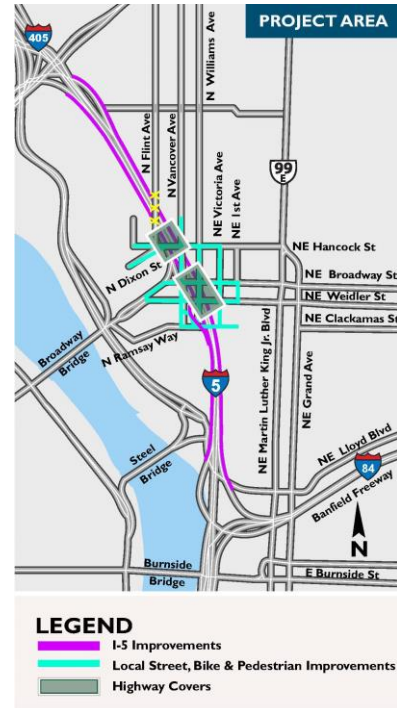 PROJECT AREA
405
N Williams Ave
N Vancover Ave
N Flint Ave
NE Victoria Ave
NE 1st Ave
99
E
NE Hancock St
N Dixon St
NE Broadway St
NE Weidler St
NE Clackamas St
N Ramsay Way
Broadway
Bridge
5
NE Martin Luther King Jr. Blvd
NE Grand Ave
Steel
Bridge
NE Lloyd Blvd
84
Banfield Freeway
N
Burnside
Bridge
E Burnside St
LEGEND
I-5 Improvements
Local Street, Bike & Pedestrian Improvements
Highway Covers